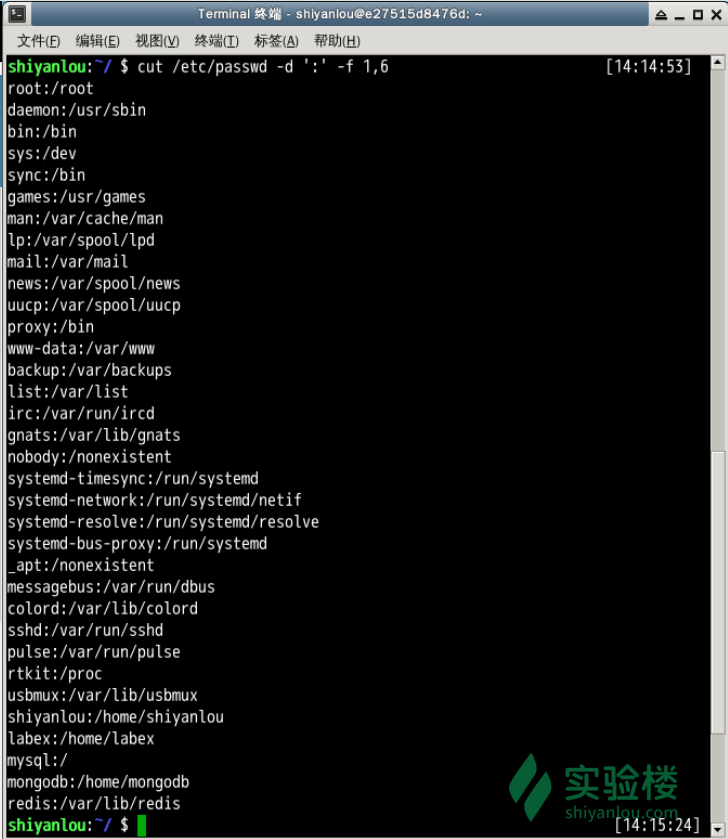 Terminal 终端 - shiyanlou@e27515d8476d: ~
文件(F) 编辑(E) 视图(V) 终端(T) 标签(A) 帮助(H)
shiyanlou:~/ $ cut /etc/passwd -d ':' -f 1,6 [14:14:53]
root:/root
daemon:/usr/sbin
bin:/bin
sys:/dev
sync:/bin
games:/usr/games
man:/var/cache/man
lp:/var/spool/lpd
mail:/var/mail
news:/var/spool/news
uucp:/var/spool/uucp
proxy:/bin
www-data:/var/www
backup:/var/backups
list:/var/list
irc:/var/run/ircd
gnats:/var/lib/gnats
nobody:/nonexistent
systemd-timesync:/run/systemd
systemd-network:/run/systemd/netif
systemd-resolve:/run/systemd/resolve
systemd-bus-proxy:/run/systemd
_apt:/nonexistent
messagebus:/var/run/dbus
colord:/var/lib/colord
sshd:/var/run/sshd
pulse:/var/run/pulse
rtkit:/proc
usbmux:/var/lib/usbmux
shiyanlou:/home/shiyanlou
labex:/home/labex
mysql:/
mongodb:/home/mongodb
redis:/var/lib/redis
shiyanlou:~/ $ [14:15:24]
实验楼
shiyanlou.com